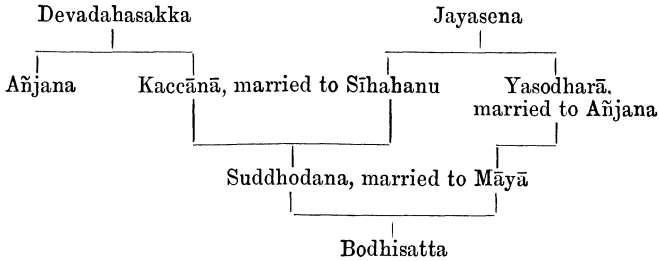 Devadahasakka Jayasena
Añjana Kaccānā, married to Sīhahanu Yasodharā.
married to Añjana
Suddhodana, married to Māyā
Bodhisatta